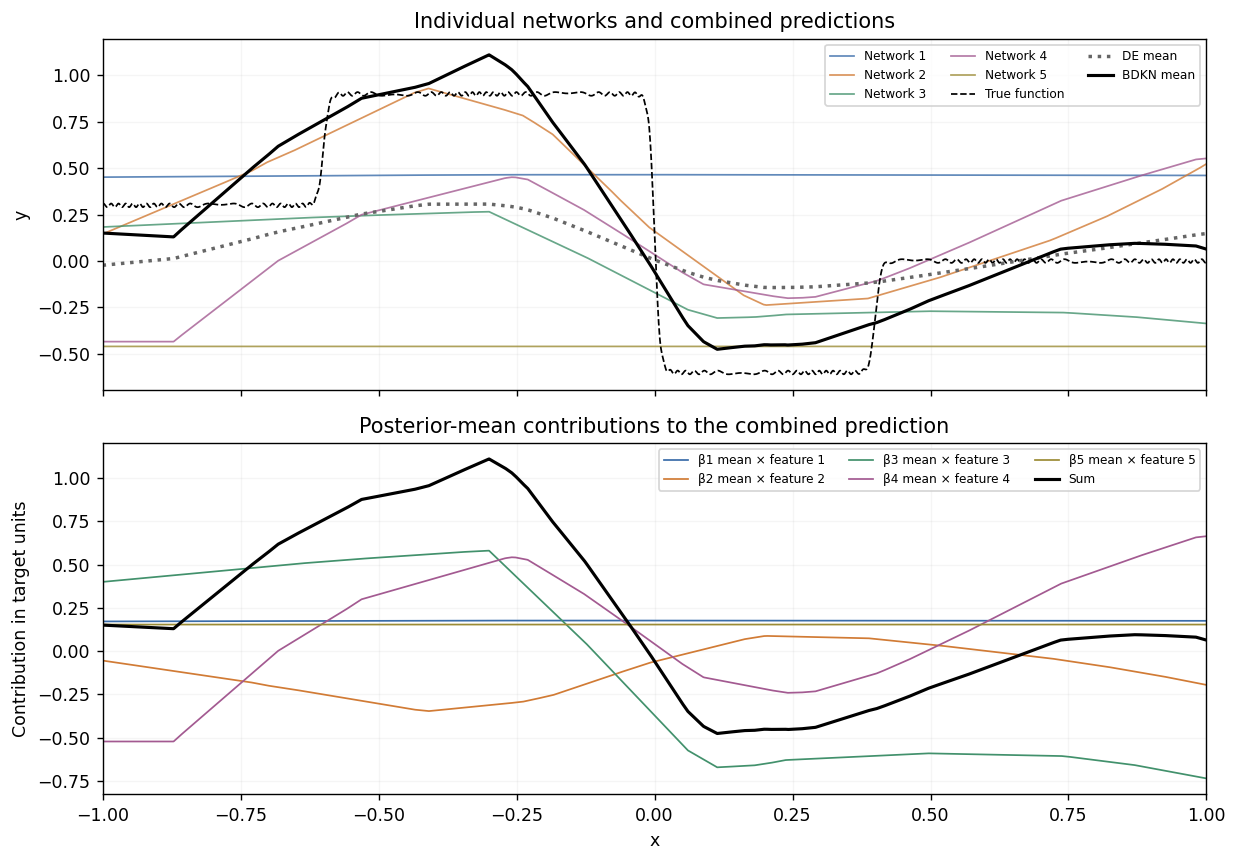 Individual networks and combined predictions
1.00
0.75
0.50
0.25
0.00
−0.25
−0.50
y
Network 1
Network 2
Network 3
Network 4
Network 5
True function
DE mean
BDKN mean
Posterior-mean contributions to the combined prediction
1.00
0.75
0.50
0.25
0.00
−0.25
−0.50
−0.75
Contribution in target units
β1 mean × feature 1
β2 mean × feature 2
β3 mean × feature 3
β4 mean × feature 4
β5 mean × feature 5
Sum
−1.00 −0.75 −0.50 −0.25 0.00 0.25 0.50 0.75 1.00
x